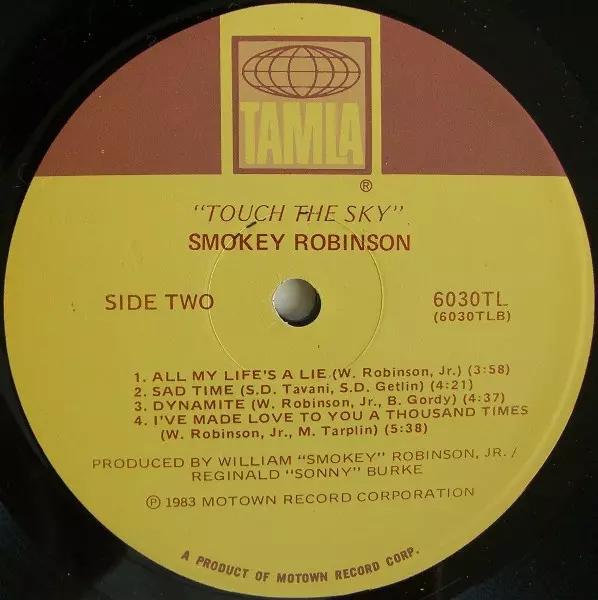 TAMLA
®
"TOUCH THE SKY"
SMOKEY ROBINSON
SIDE TWO
6030TL
(6030TLB)
1. ALL MY LIFE'S A LIE (W. Robinson, Jr.) (3:58)
2. SAD TIME (S.D. Tavani, S.D. Getlin) (4:21)
3. DYNAMITE (W. Robinson, Jr., B. Gordy) (4:37)
4. I'VE MADE LOVE TO YOU A THOUSAND TIMES
(W. Robinson, Jr., M. Tarplin) (5:38)
PRODUCED BY WILLIAM "SMOKEY" ROBINSON, JR./
REGINALD "SONNY" BURKE
Ⓟ 1983 MOTOWN RECORD CORPORATION
A PRODUCT OF MOTOWN RECORD CORP.